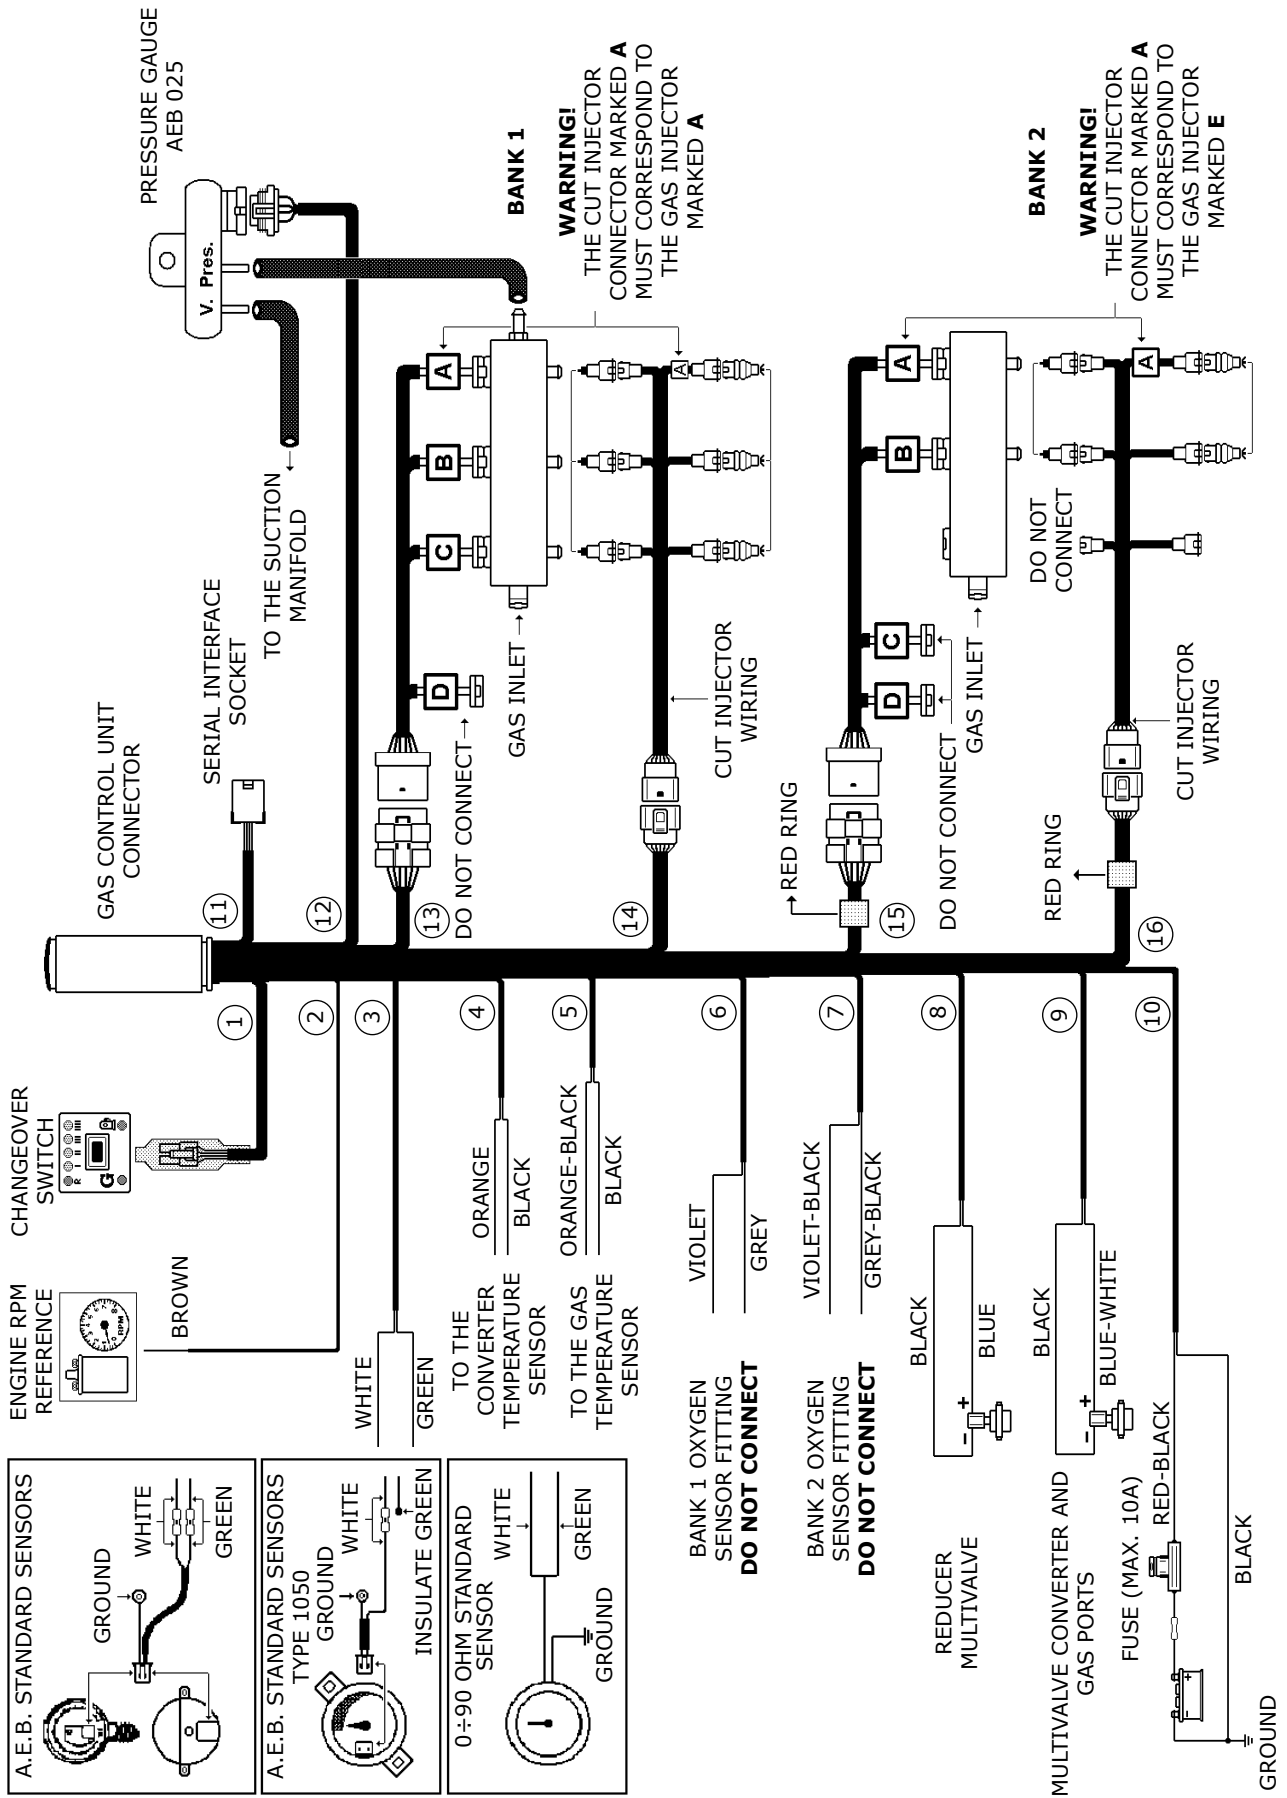 A.E.B. STANDARD SENSORS
GROUND
WHITE
GREEN
A.E.B. STANDARD SENSORS
TYPE 1050
GROUND
WHITE
INSULATE GREEN
0÷90 OHM STANDARD
SENSOR
WHITE
GREEN
GROUND
ENGINE RPM
REFERENCE
RPM
BROWN
CHANGEOVER
SWITCH
R I II III IIII
G
GAS CONTROL UNIT
CONNECTOR
SERIAL INTERFACE
SOCKET
TO THE SUCTION
MANIFOLD
PRESSURE GAUGE
AEB 025
V. Pres.
1
2
3
4
5
6
7
8
9
10
11
12
13
14
15
16
WHITE
GREEN
TO THE
CONVERTER
TEMPERATURE
SENSOR
ORANGE
BLACK
TO THE GAS
TEMPERATURE
SENSOR
ORANGE-BLACK
BLACK
BANK 1 OXYGEN
SENSOR FITTING
DO NOT CONNECT
VIOLET
GREY
BANK 2 OXYGEN
SENSOR FITTING
DO NOT CONNECT
VIOLET-BLACK
GREY-BLACK
REDUCER
MULTIVALVE
BLACK
BLUE
- +
MULTIVALVE CONVERTER AND
GAS PORTS
BLACK
BLUE-WHITE
- +
FUSE (MAX. 10A)
RED-BLACK
BLACK
- +
GROUND
DO NOT CONNECT
D
C
B
A
GAS INLET
BANK 1
WARNING!
THE CUT INJECTOR
CONNECTOR MARKED A
MUST CORRESPOND TO
THE GAS INJECTOR
MARKED A
CUT INJECTOR
WIRING
A
RED RING
DO NOT CONNECT
D
C
B
A
GAS INLET
BANK 2
WARNING!
THE CUT INJECTOR
CONNECTOR MARKED A
MUST CORRESPOND TO
THE GAS INJECTOR
MARKED E
DO NOT
CONNECT
RED RING
CUT INJECTOR
WIRING
A